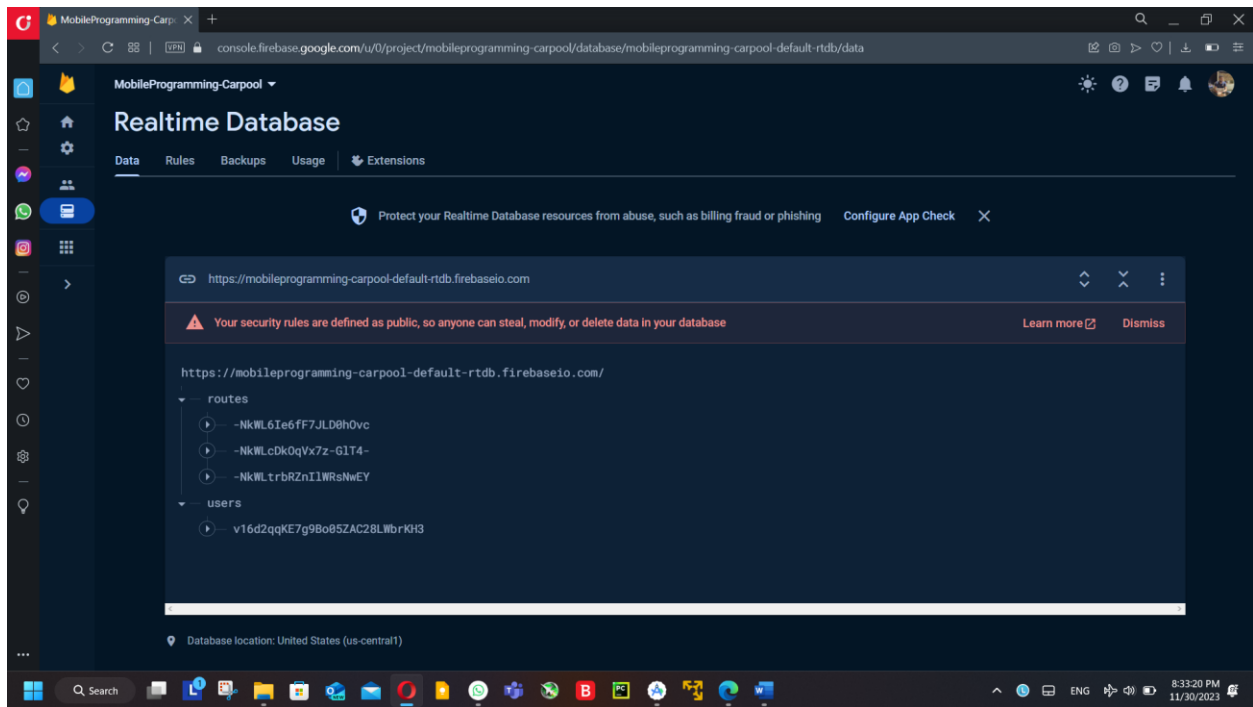 MobileProgramming-Carp
VPN
console.firebase.google.com/u/0/project/mobileprogramming-carpool/database/mobileprogramming-carpool-default-rtdb/data
MobileProgramming-Carpool
Realtime Database
Data Rules Backups Usage Extensions
Protect your Realtime Database resources from abuse, such as billing fraud or phishing Configure App Check
https://mobileprogramming-carpool-default-rtdb.firebaseio.com
Your security rules are defined as public, so anyone can steal, modify, or delete data in your database Learn more Dismiss
https://mobileprogramming-carpool-default-rtdb.firebaseio.com/
routes
-NkWL6Ie6fF7JLD0hOvc
-NkWLcDkOqVx7z-GlT4-
-NkWLtrbRZnIlWRsNwEY
users
v16d2qqKE7g9Bo05ZAC28LWbrKH3
Database location: United States (us-central1)
Search
1
B
PC
ENG
8:33:20 PM
11/30/2023